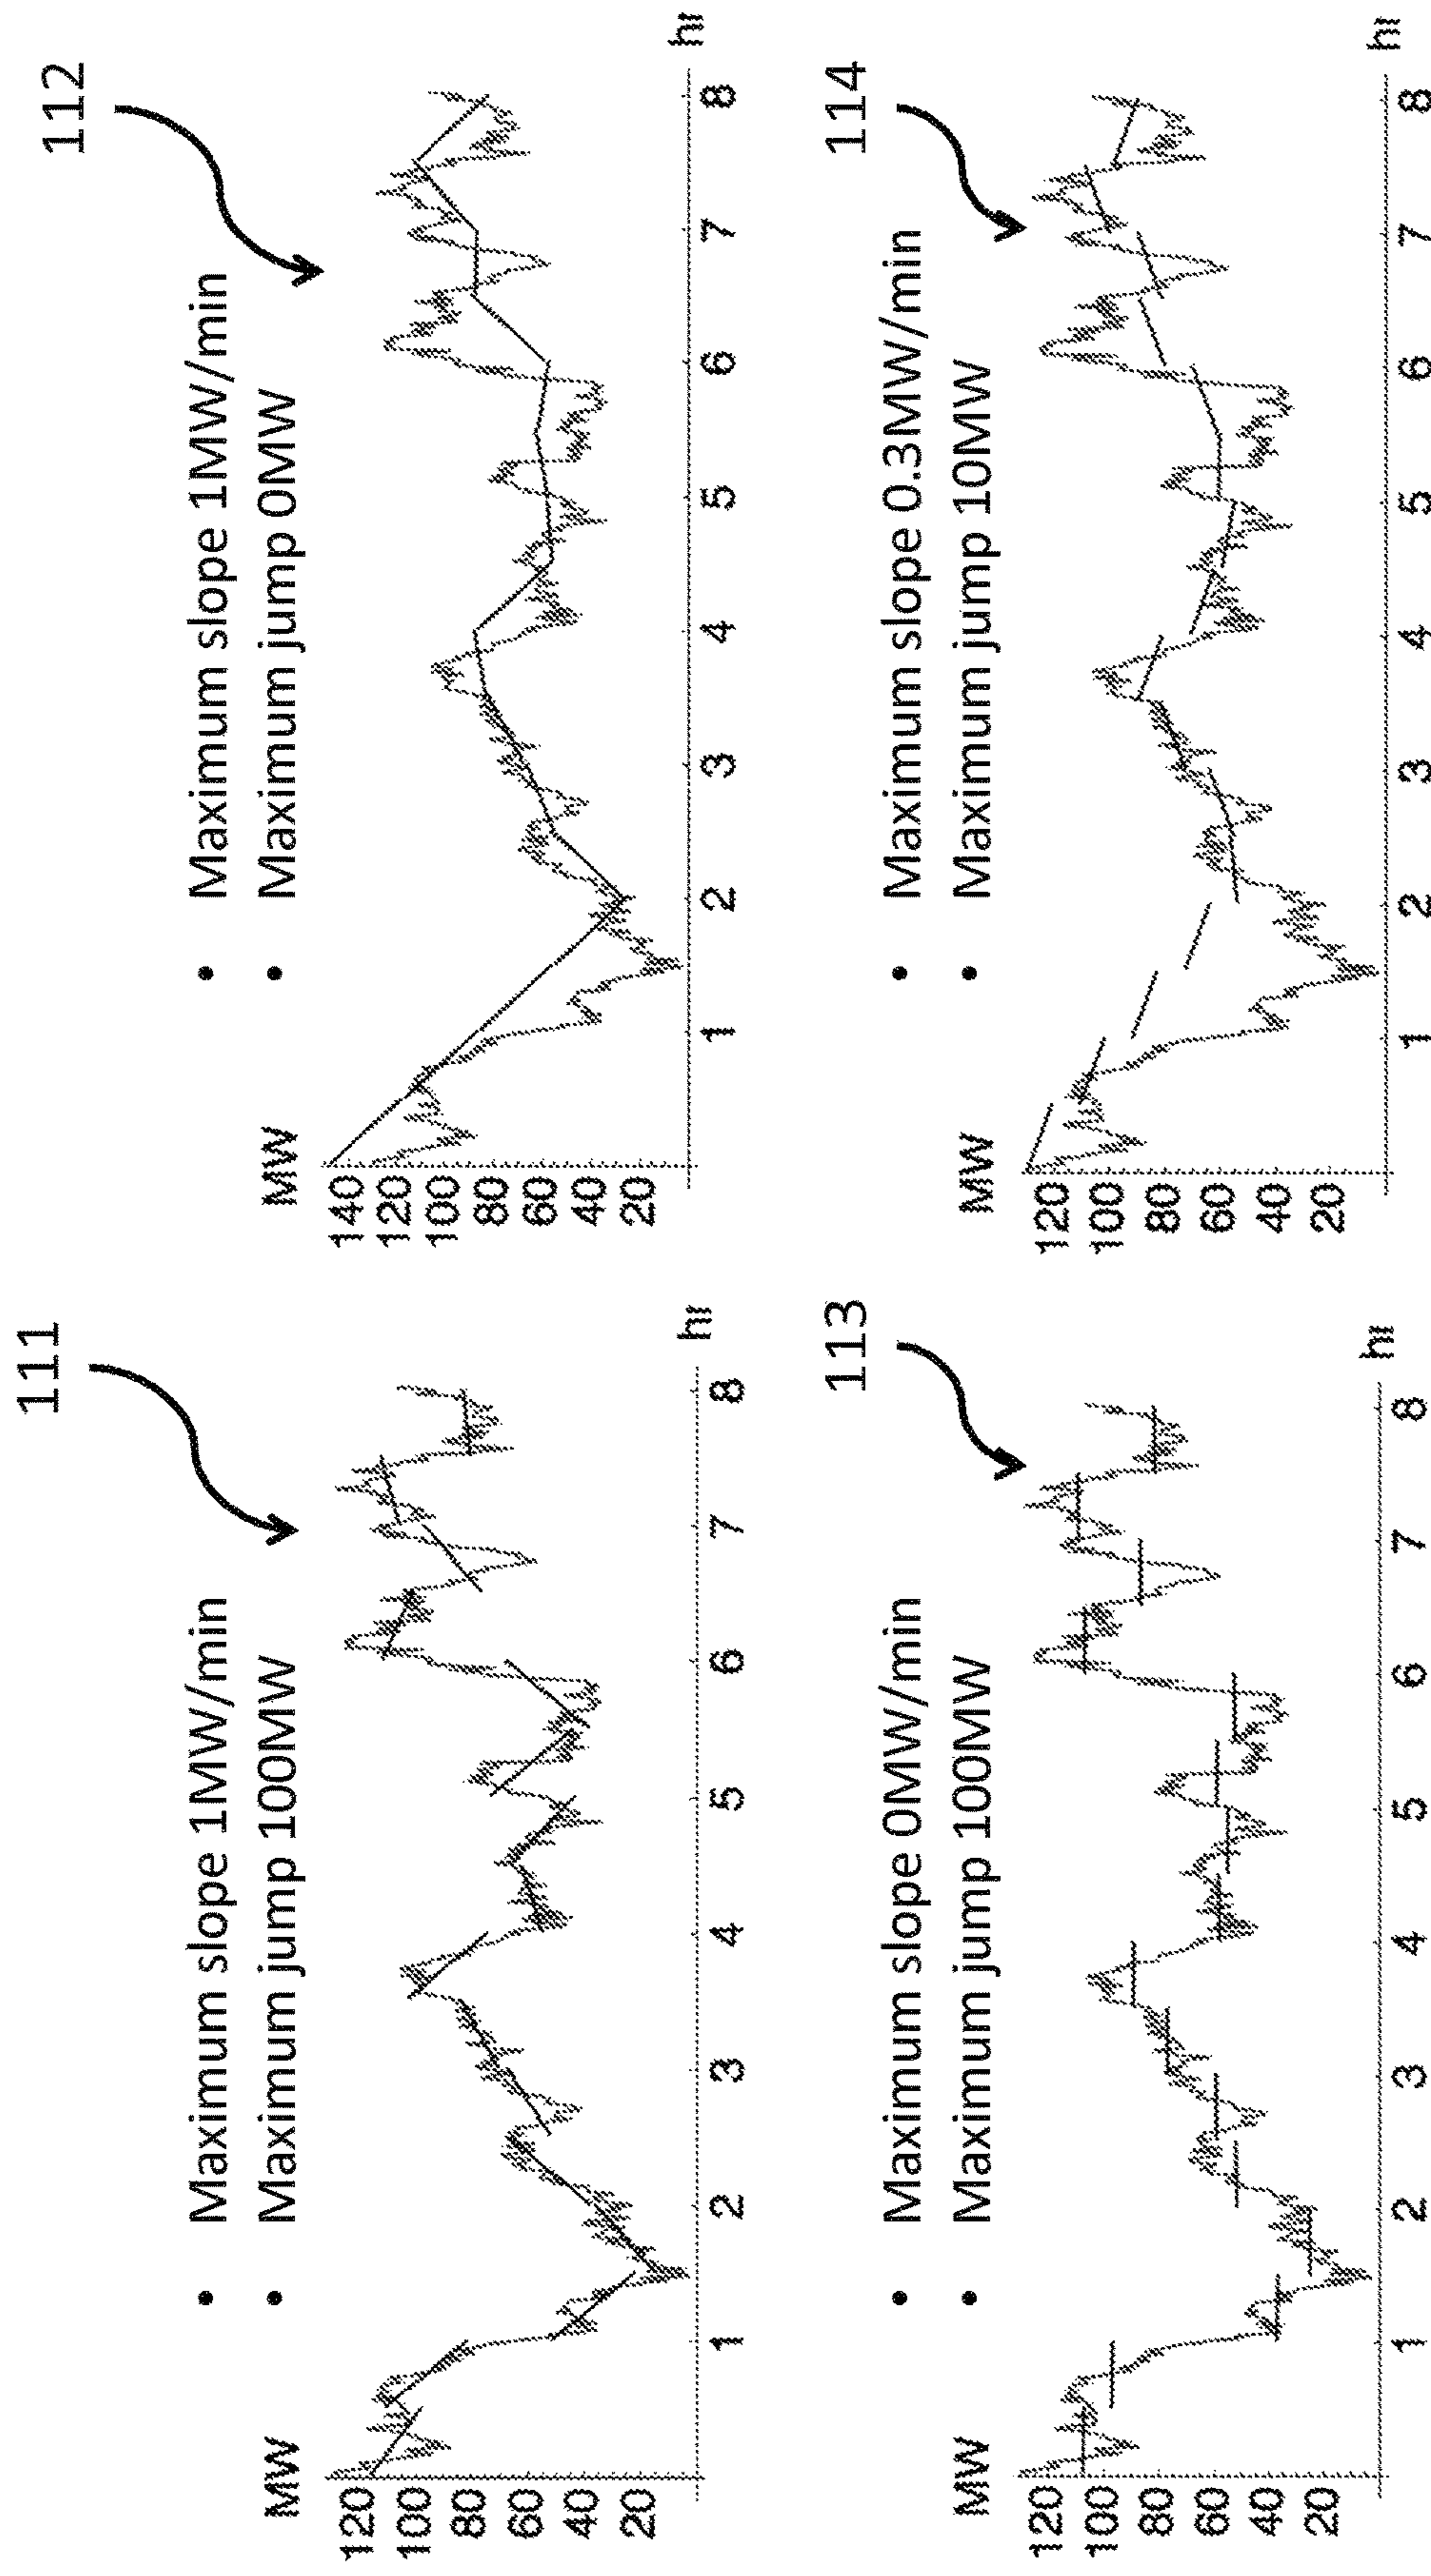 111
• Maximum slope 1MW/min
• Maximum jump 100MW
MW
120
100
80
60
40
20
1 2 3 4 5 6 7 8
hr
112
• Maximum slope 1MW/min
• Maximum jump 0MW
MW
140
120
100
80
60
40
20
1 2 3 4 5 6 7 8
hr
113
• Maximum slope 0MW/min
• Maximum jump 100MW
MW
120
100
80
60
40
20
1 2 3 4 5 6 7 8
hr
114
• Maximum slope 0.3MW/min
• Maximum jump 10MW
MW
120
100
80
60
40
20
1 2 3 4 5 6 7 8
hr